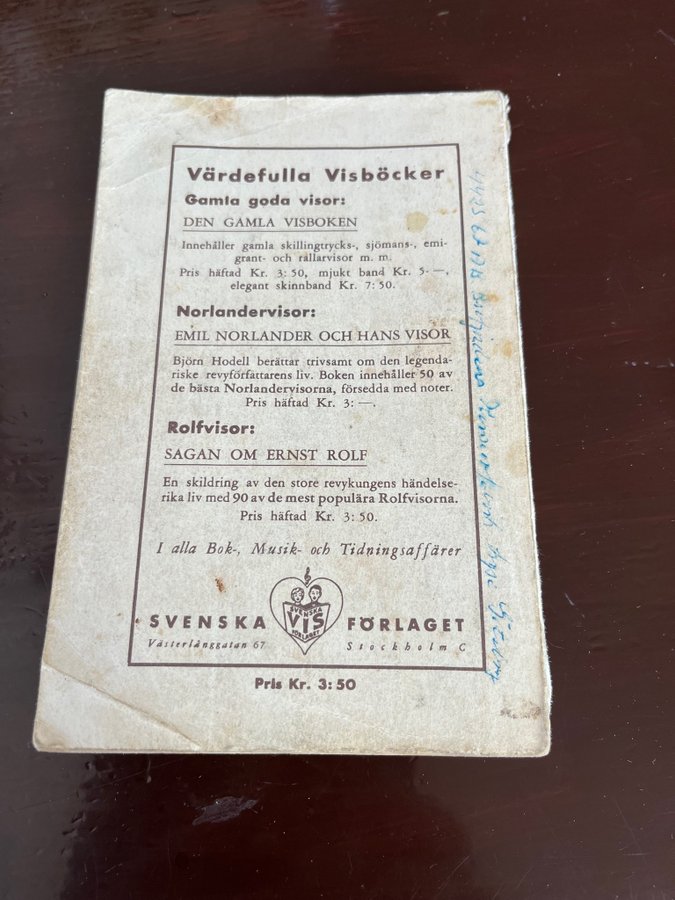 Värdefulla Visböcker
Gamla goda visor:
DEN GAMLA VISBOKEN
Innehåller gamla skillingtrycks-, sjömans-, emi-
grant- och rallarvisor m. m.
Pris häftad Kr. 3: 50, mjukt band Kr. 5· —,
elegant skinnband Kr. 7: 50.
Norlandervisor:
EMIL NORLANDER OCH HANS VISOR
Björn Hodell berättar trivsamt om den legenda-
riske revyförfattarens liv. Boken innehåller 50 av
de bästa Norlandervisorna, försedda med noter.
Pris häftad Kr. 3: —.
Rolfvisor:
SAGAN OM ERNST ROLF
En skildring av den store revykungens händelse-
rika liv med 90 av de mest populära Rolfvisorna.
Pris häftad Kr. 3: 50.
I alla Bok-, Musik- och Tidningsaffärer
SVENSKA
VIS
FÖRLAGET
SVENSKA FÖRLAGET
Västerlånggatan 67 Stockholm C
Pris Kr. 3: 50